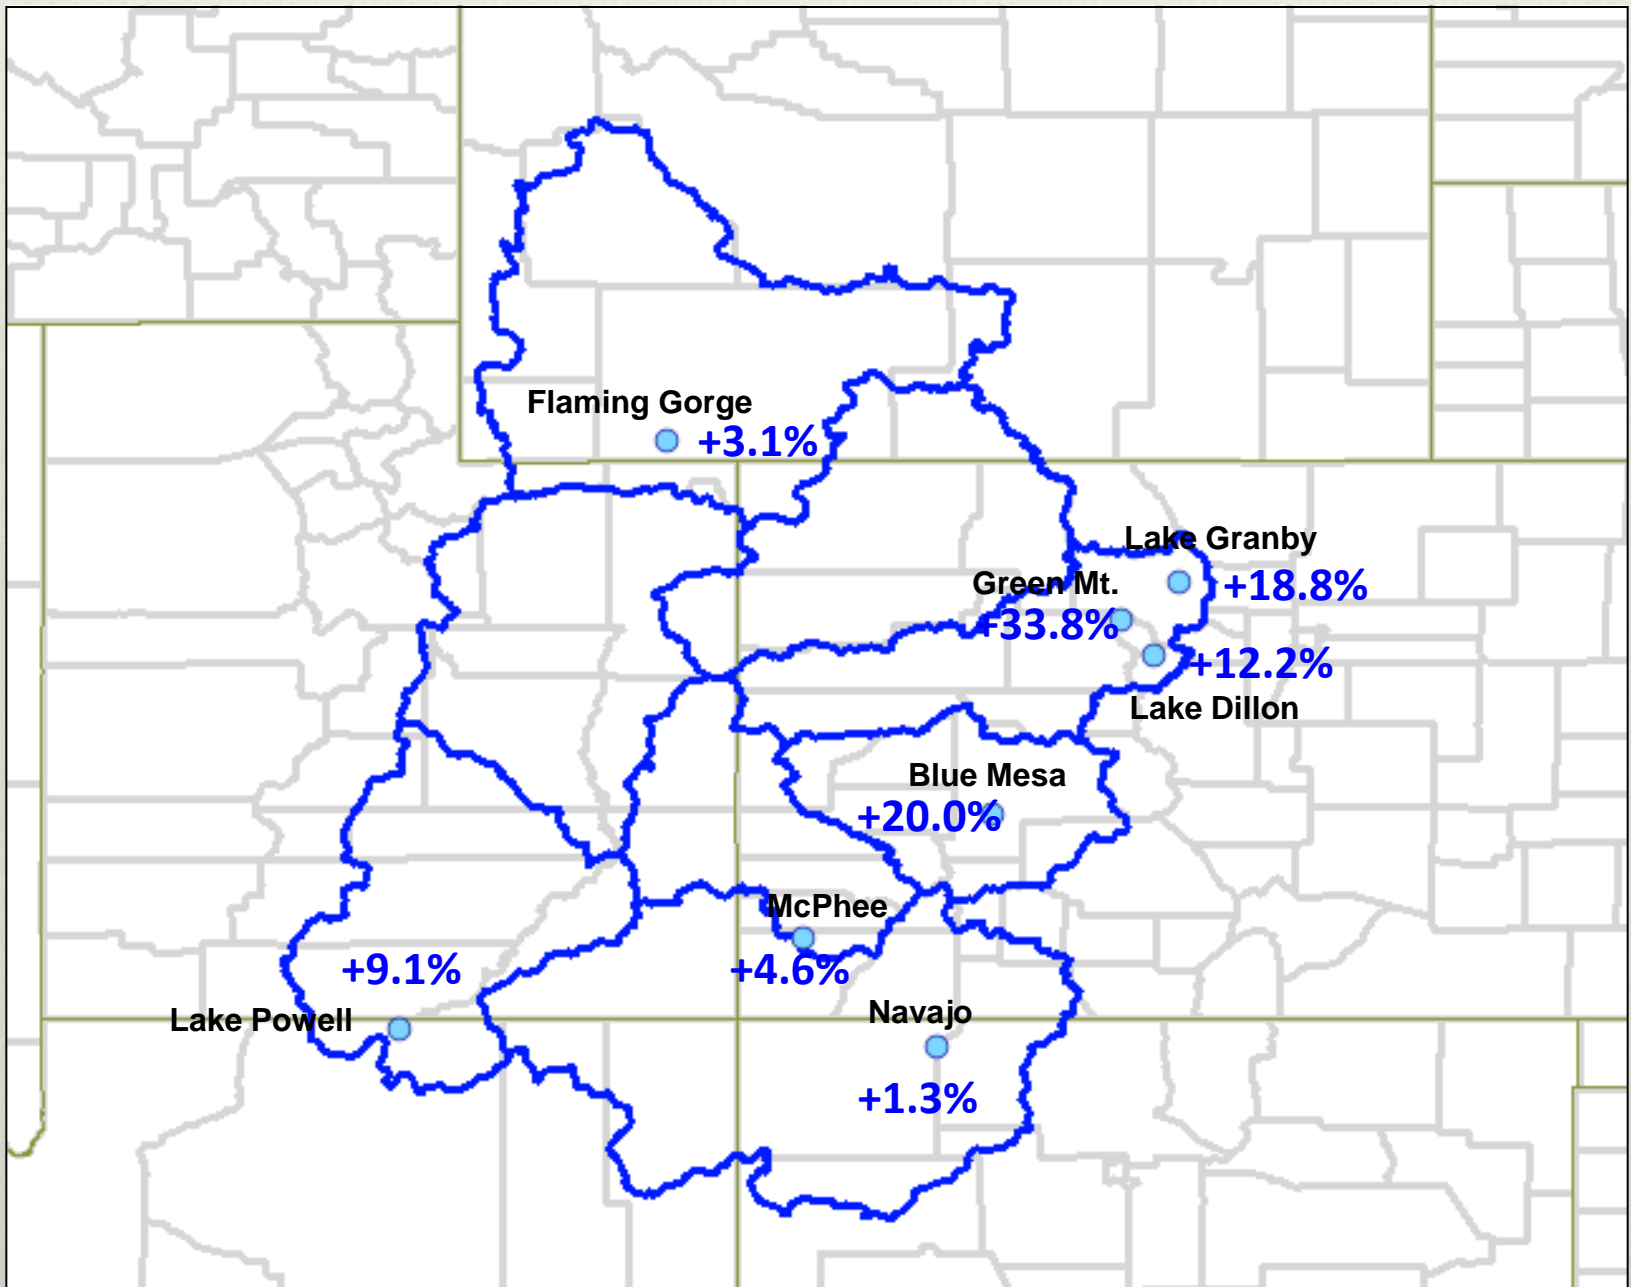 Flaming Gorge
+3.1%
Lake Granby
+18.8%
Green Mt.
+33.8%
+12.2%
Lake Dillon
Blue Mesa
+20.0%
McPhee
+4.6%
+9.1%
Lake Powell
Navajo
+1.3%